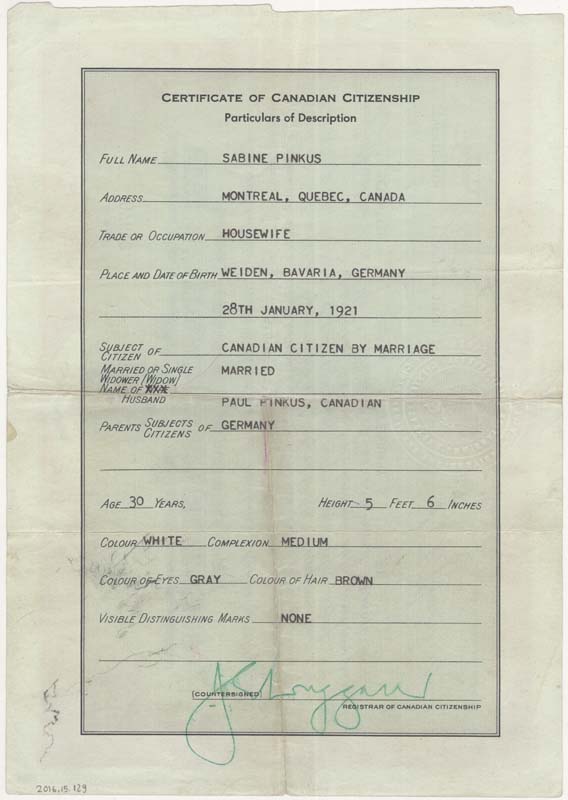 CERTIFICATE OF CANADIAN CITIZENSHIP
Particulars of Description
FULL NAME SABINE PINKUS
ADDRESS MONTREAL, QUEBEC, CANADA
TRADE OR OCCUPATION HOUSEWIFE
PLACE AND DATE OF BIRTH WEIDEN, BAVARIA, GERMANY
28TH JANUARY, 1921
SUBJECT
CITIZEN OF CANADIAN CITIZEN BY MARRIAGE
MARRIED OR SINGLE MARRIED
WIDOWER (WIDOW)
NAME OF XXX
HUSBAND PAUL PINKUS, CANADIAN
PARENTS SUBJECTS OF GERMANY
CITIZENS
AGE 30 YEARS, HEIGHT 5 FEET 6 INCHES
COLOUR WHITE COMPLEXION MEDIUM
COLOUR OF EYES GRAY COLOUR OF HAIR BROWN
VISIBLE DISTINGUISHING MARKS NONE
(COUNTERSIGNED)
REGISTRAR OF CANADIAN CITIZENSHIP
2016.15.129